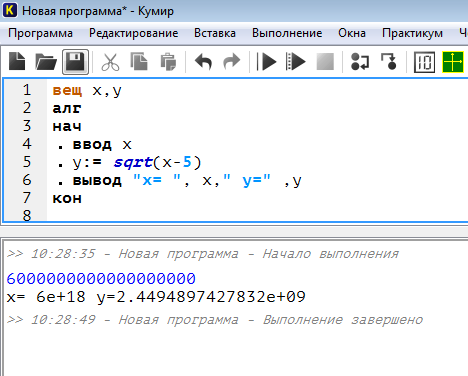 Новая программа* - Кумир
Программа Редактирование Вставка Выполнение Окна Практикум
1 вещ x,y
2 алг
3 нач
4 . ввод x
5 . y:= sqrt(x-5)
6 . вывод "x= ", x," y=" ,y
7 кон
8
>> 10:28:35 - Новая программа - Начало выполнения
6000000000000000000
x= 6e+18 y=2.4494897427832e+09
>> 10:28:49 - Новая программа - Выполнение завершено